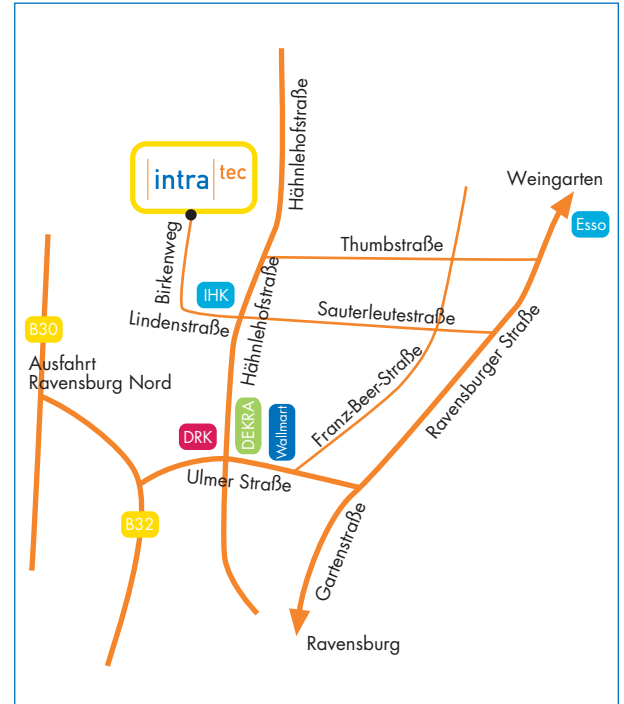 Hähnlehofstraße
intra tec
Weingarten
Esso
Birkenweg
Thumbstraße
IHK
Lindenstraße
Hähnlehofstraße
Sauterleutestraße
B30
Ausfahrt
Ravensburg Nord
Franz-Beer-Straße
Ravensburger Straße
DRK
DEKRA
Wallmart
Ulmer Straße
B32
Gartenstraße
Ravensburg